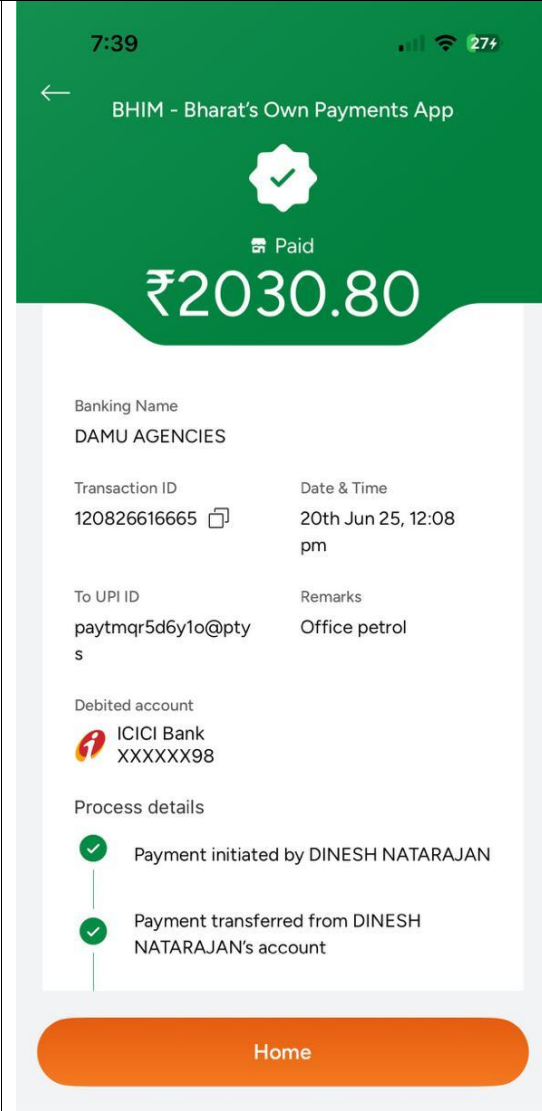 7:39
27
BHIM - Bharat's Own Payments App
Paid
₹2030.80
Banking Name
DAMU AGENCIES
Transaction ID
Date & Time
120826616665
20th Jun 25, 12:08
pm
To UPI ID
Remarks
paytmqr5d6y1o@pty
s
Office petrol
Debited account
ICICI Bank
XXXXXX98
Process details
Payment initiated by DINESH NATARAJAN
Payment transferred from DINESH
NATARAJAN's account
Home